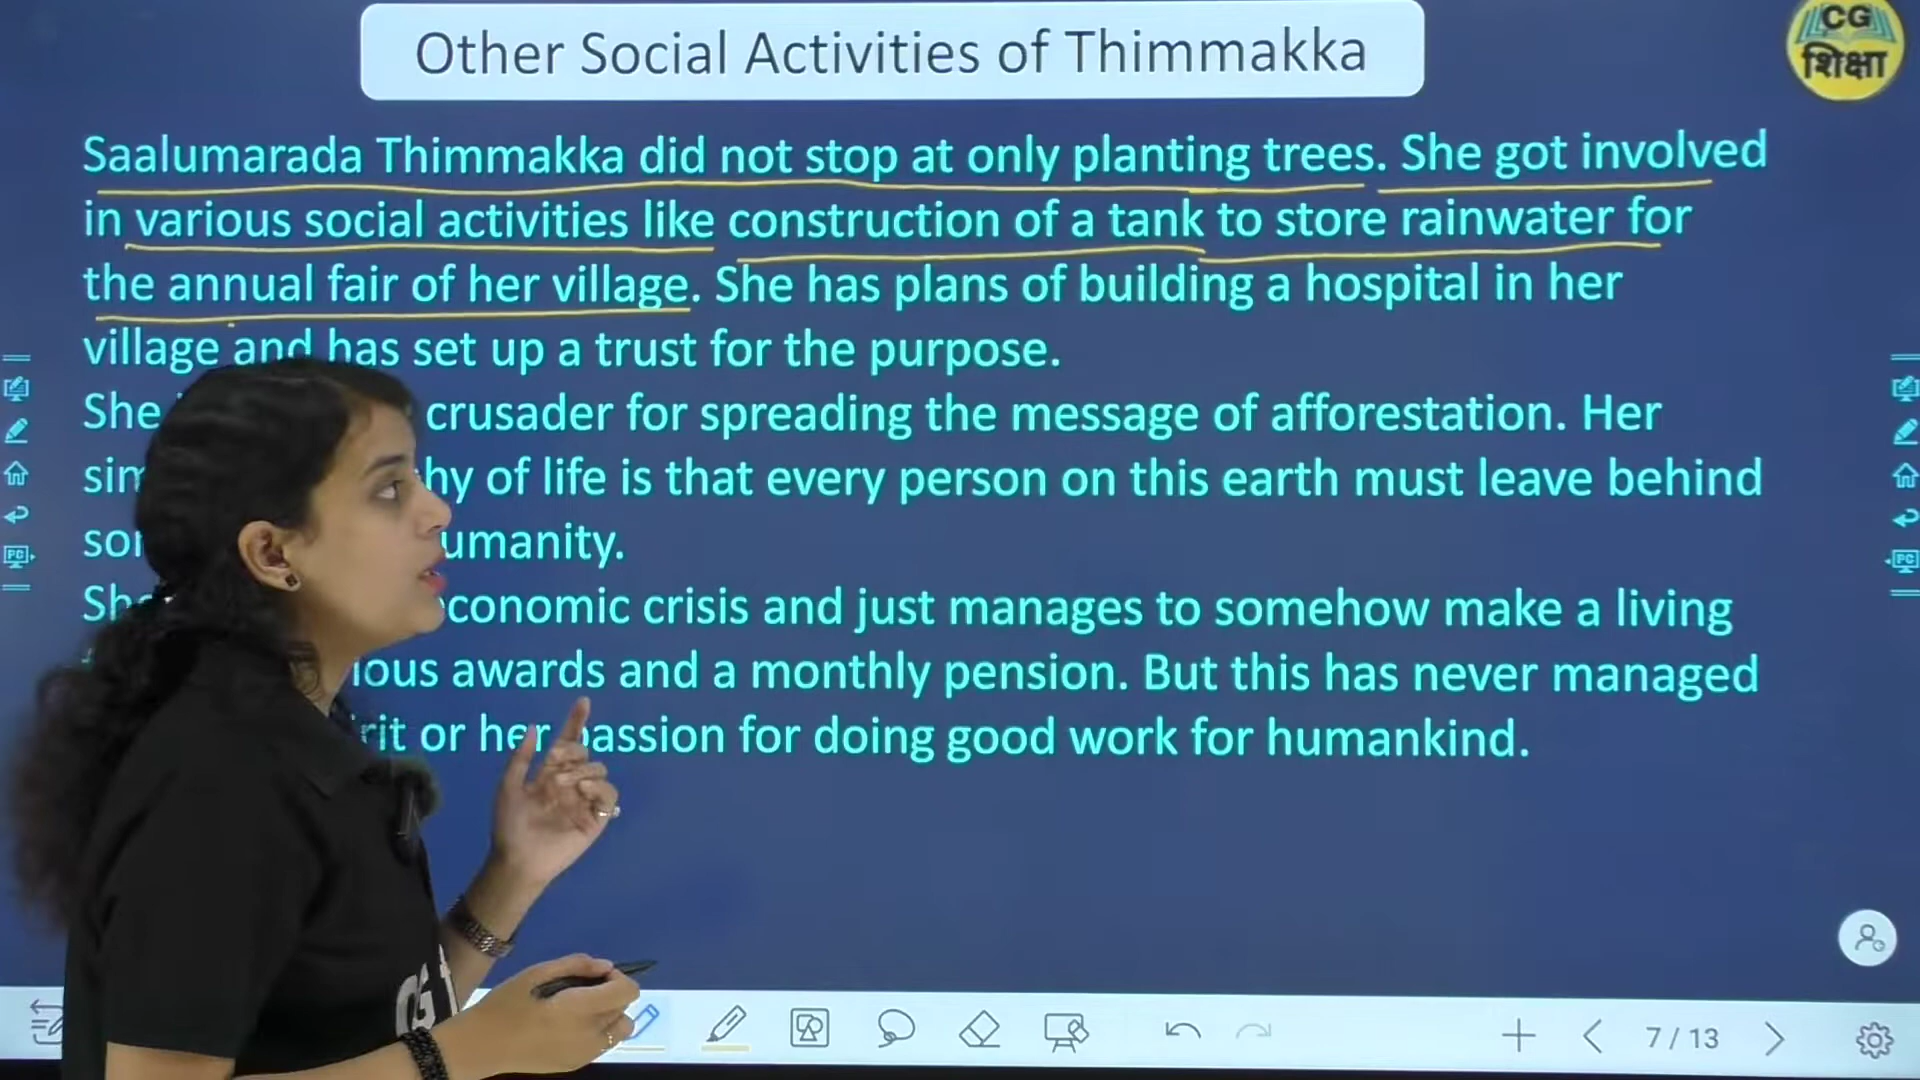 Other Social Activities of Thimmakka
CG
शिक्षा
Saalumarada Thimmakka did not stop at only planting trees. She got involved
in various social activities like construction of a tank to store rainwater for
the annual fair of her village. She has plans of building a hospital in her
village and has set up a trust for the purpose.
She crusader for spreading the message of afforestation. Her
of life is that every person on this earth must leave behind
umanity.
conomic crisis and just manages to somehow make a living
awards and a monthly pension. But this has never managed
or her passion for doing good work for humankind.
7 / 13